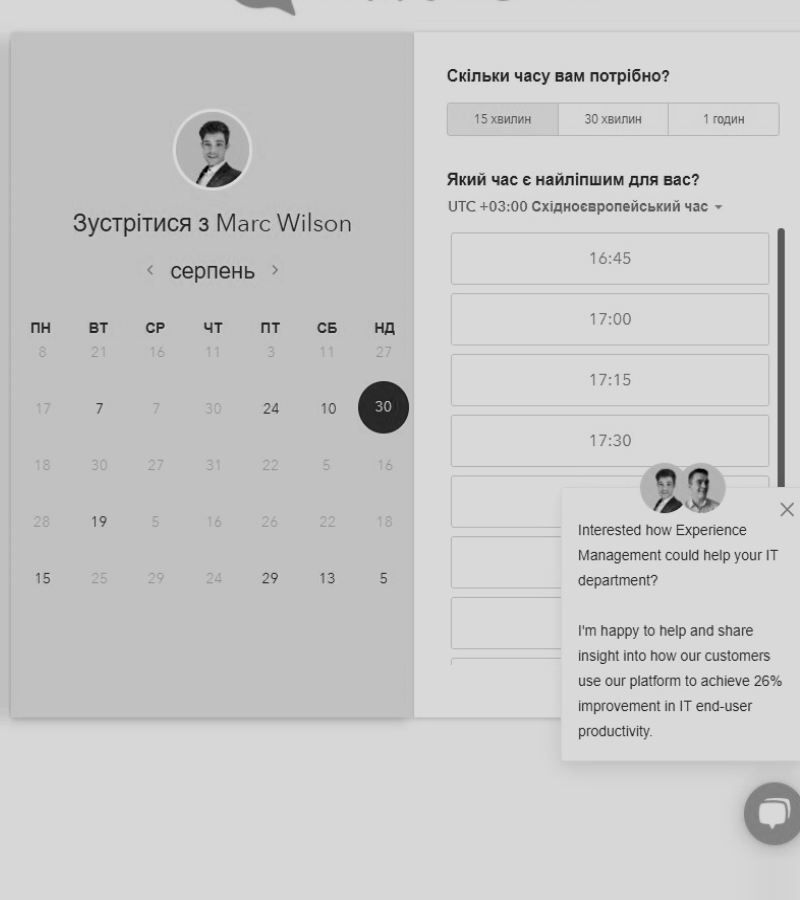 Зустрітися з Marc Wilson
серпень
ПН ВТ СР ЧТ ПТ СБ НД
8 21 16 11 3 11 27
17 7 7 30 24 10 30
18 30 27 31 22 5 16
28 19 5 16 26 22 18
15 25 29 24 29 13 5
Скільки часу вам потрібно?
15 хвилин 30 хвилин 1 годин
Який час є найліпшим для вас?
UTC +03:00 Східноєвропейський час
16:45
17:00
17:15
17:30
Interested how Experience
Management could help your IT
department?
I'm happy to help and share
insight into how our customers
use our platform to achieve 26%
improvement in IT end-user
productivity.